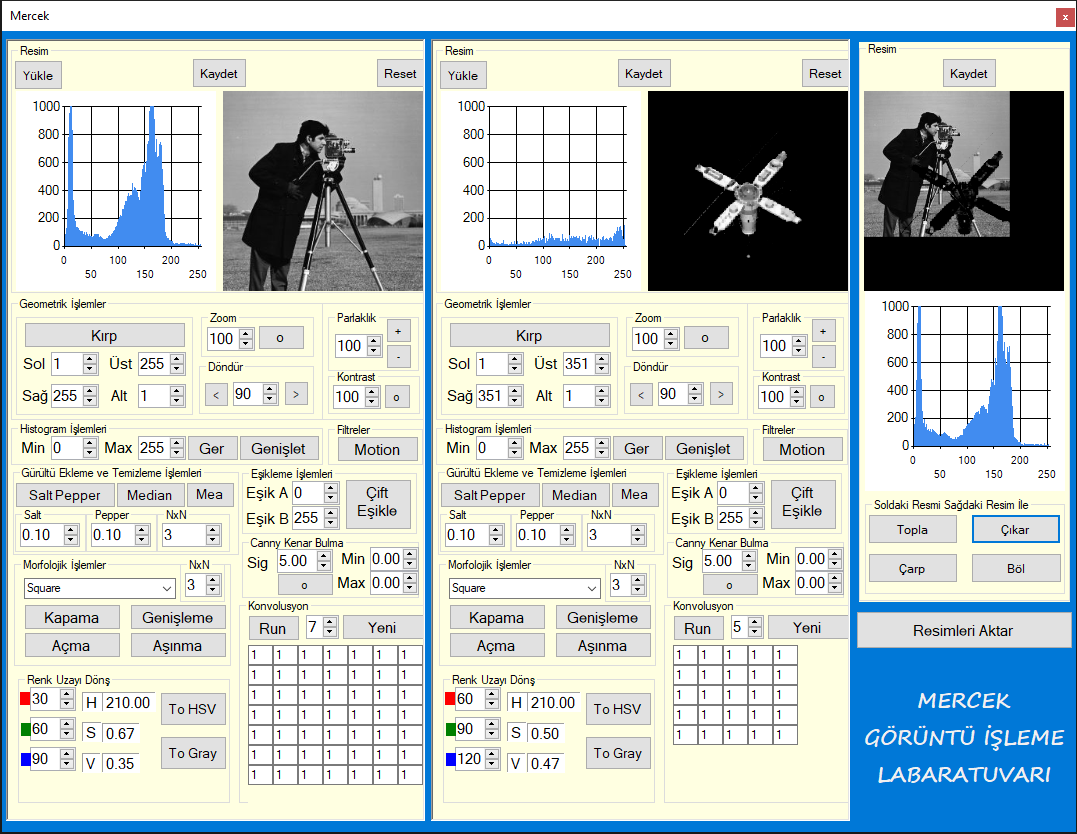 Mercek
x
Resim
Yükle Kaydet Reset
1000
800
600
400
200
0
0 100 200
50 150 250
Geometrik İşlemler
Kırp
Sol 1 Üst 255
Sağ 255 Alt 1
Zoom
100 o
Döndür
< 90 >
Parlaklık
100 + -
Kontrast
100 o
Histogram İşlemleri
Min 0 Max 255 Ger Genişlet
Filtreler
Motion
Gürültü Ekleme ve Temizleme İşlemleri
Salt Pepper Median Mea
Salt Pepper NxN
0.10 0.10 3
Eşikleme İşlemleri
Eşik A 0
Eşik B 255
Çift
Eşikle
Canny Kenar Bulma
Sig 5.00 Min 0.00
o Max 0.00
Morfolojik İşlemler
Square
NxN
3
Kapama Genişleme
Açma Aşınma
Konvolusyon
Run 7 Yeni
1 1 1 1 1 1 1
1 1 1 1 1 1 1
1 1 1 1 1 1 1
1 1 1 1 1 1 1
1 1 1 1 1 1 1
1 1 1 1 1 1 1
1 1 1 1 1 1 1
Renk Uzayı Dönş
30 H 210.00 To HSV
60 S 0.67
90 V 0.35 To Gray
Resim
Yükle Kaydet Reset
1000
800
600
400
200
0
0 100 200
50 150 250
Geometrik İşlemler
Kırp
Sol 1 Üst 351
Sağ 351 Alt 1
Zoom
100 o
Döndür
< 90 >
Parlaklık
100 + -
Kontrast
100 o
Histogram İşlemleri
Min 0 Max 255 Ger Genişlet
Filtreler
Motion
Gürültü Ekleme ve Temizleme İşlemleri
Salt Pepper Median Mea
Salt Pepper NxN
0.10 0.10 3
Eşikleme İşlemleri
Eşik A 0
Eşik B 255
Çift
Eşikle
Canny Kenar Bulma
Sig 5.00 Min 0.00
o Max 0.00
Morfolojik İşlemler
Square
NxN
3
Kapama Genişleme
Açma Aşınma
Konvolusyon
Run 5 Yeni
1 1 1 1 1
1 1 1 1 1
1 1 1 1 1
1 1 1 1 1
1 1 1 1 1
Renk Uzayı Dönş
60 H 210.00 To HSV
90 S 0.50
120 V 0.47 To Gray
Resim
Kaydet
1000
800
600
400
200
0
0 100 200
50 150 250
Soldaki Resmi Sağdaki Resim İle
Topla Çıkar
Çarp Böl
Resimleri Aktar
MERCEK
GÖRÜNTÜ İŞLEME
LABARATUVARI